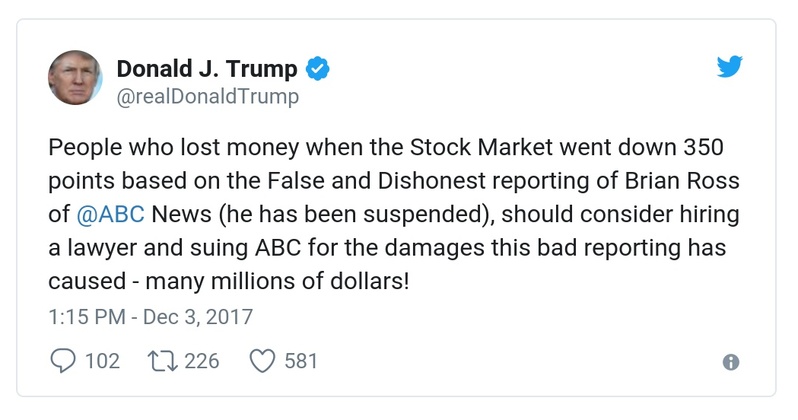 Donald J. Trump
@realDonaldTrump
People who lost money when the Stock Market went down 350
points based on the False and Dishonest reporting of Brian Ross
of @ABC News (he has been suspended), should consider hiring
a lawyer and suing ABC for the damages this bad reporting has
caused - many millions of dollars!
1:15 PM - Dec 3, 2017
102 226 581